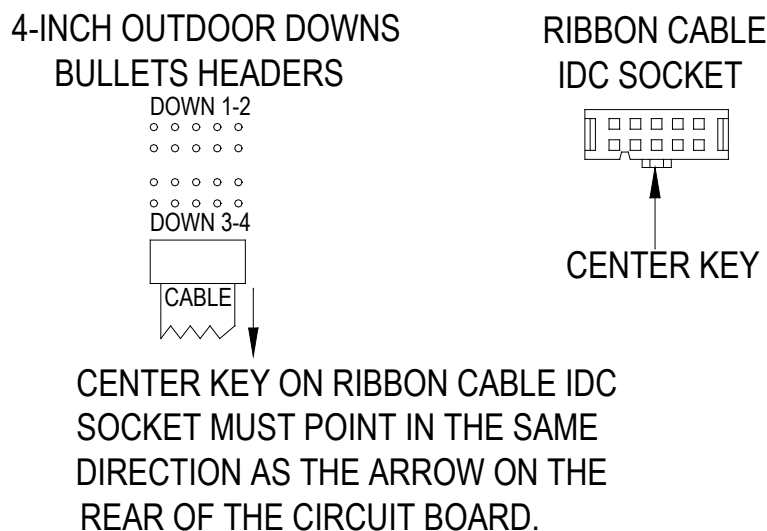 4-INCH OUTDOOR DOWNS
BULLETS HEADERS
DOWN 1-2
DOWN 3-4
CABLE
RIBBON CABLE
IDC SOCKET
CENTER KEY
CENTER KEY ON RIBBON CABLE IDC
SOCKET MUST POINT IN THE SAME
DIRECTION AS THE ARROW ON THE
REAR OF THE CIRCUIT BOARD.